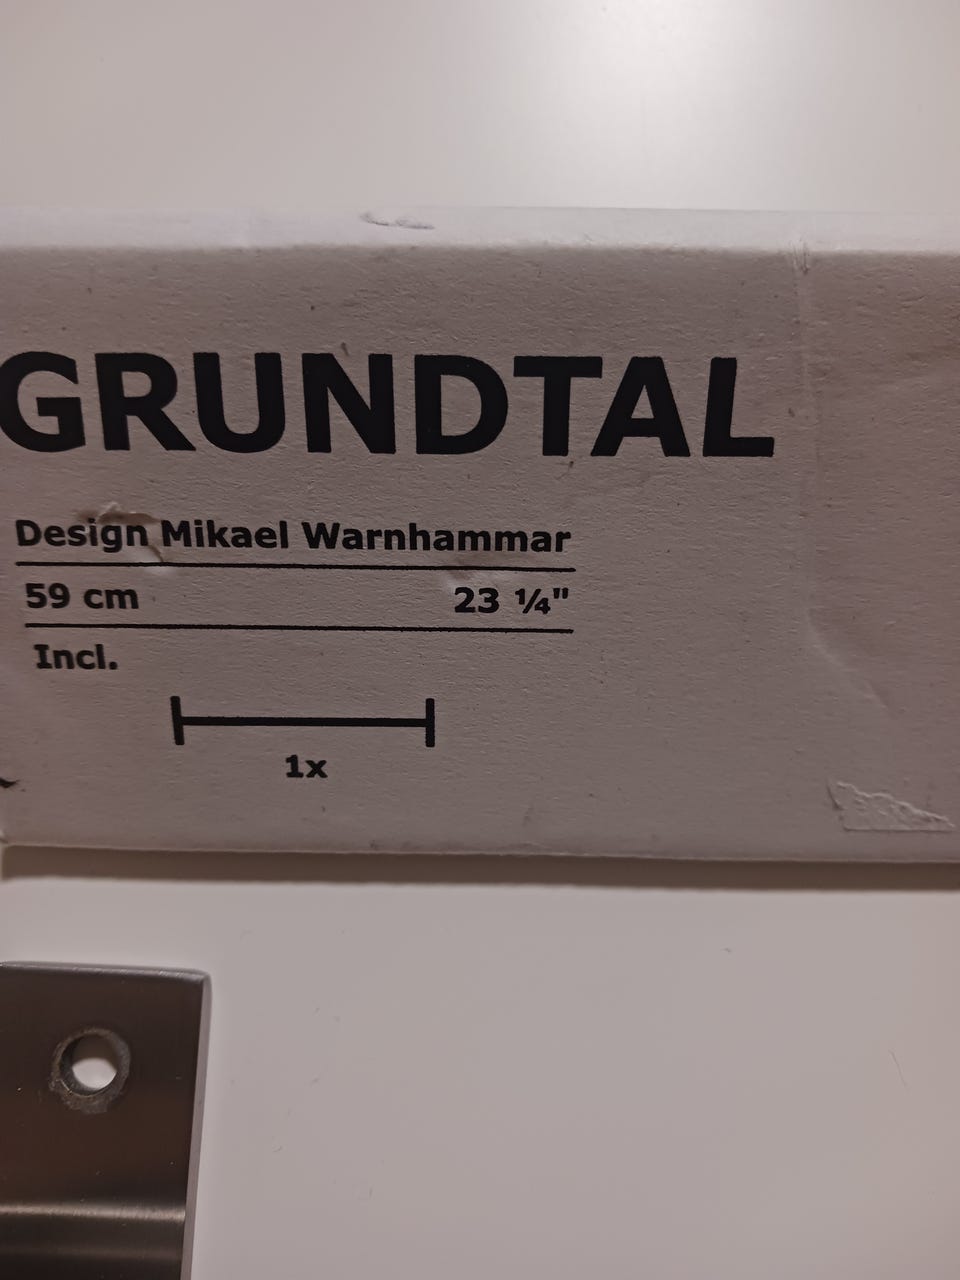 GRUNDTAL
Design Mikael Warnhammar
59 cm 23 ¼"
Incl.
1x